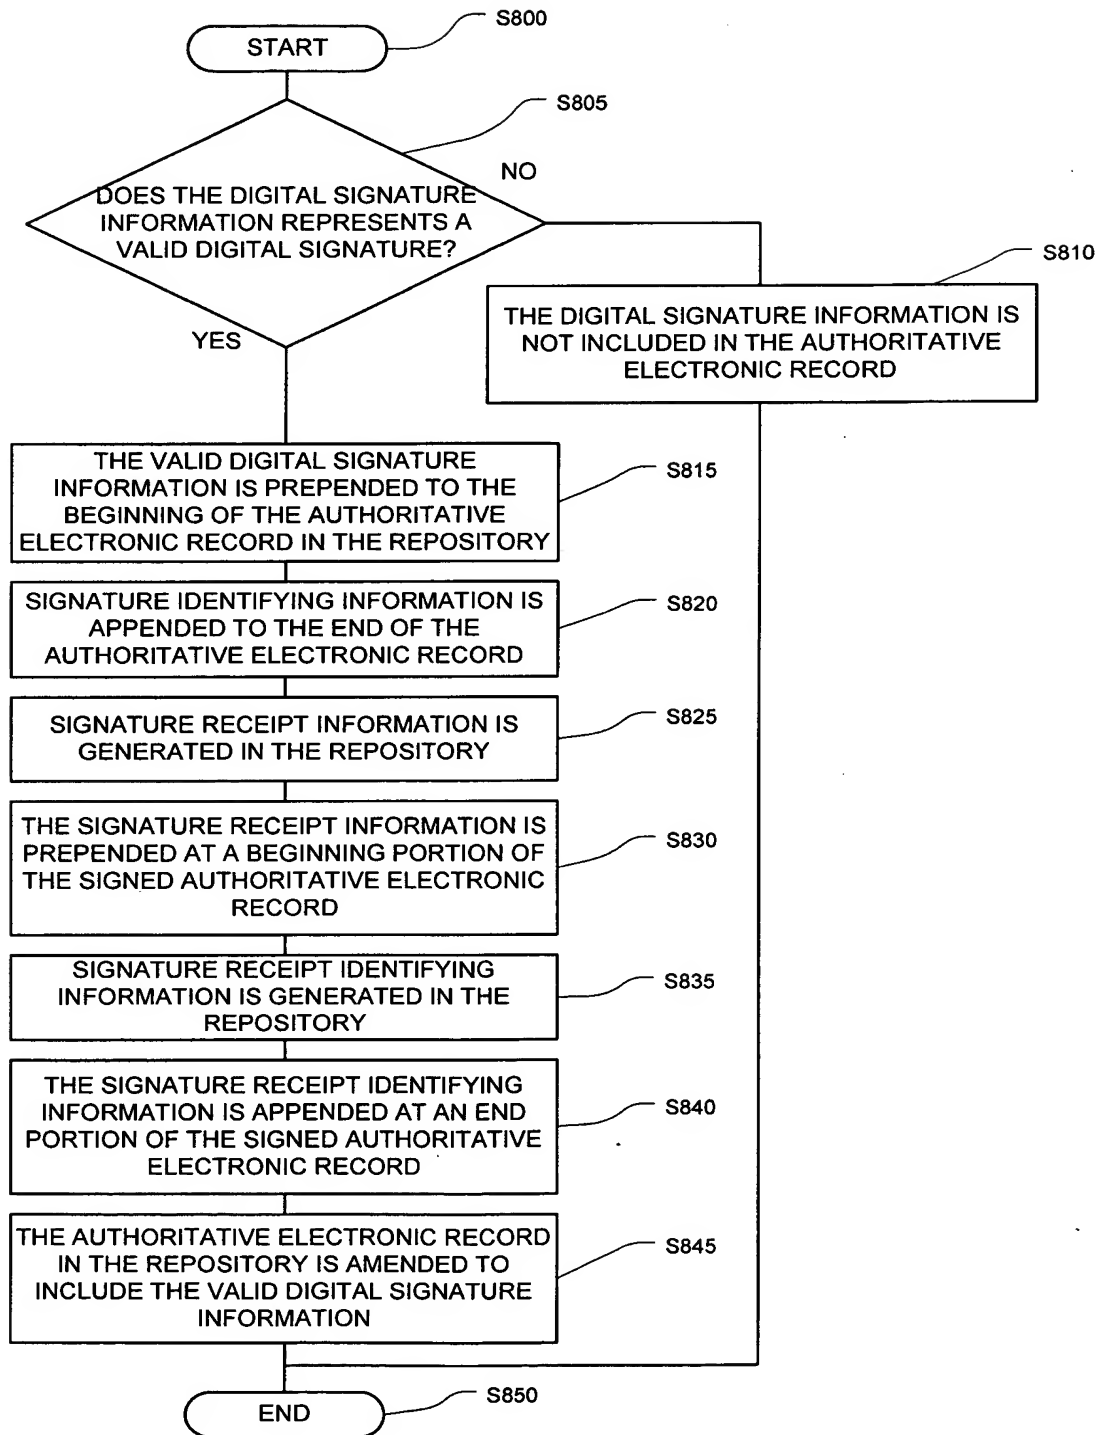 S800
START
S805
NO
DOES THE DIGITAL SIGNATURE
INFORMATION REPRESENTS A
VALID DIGITAL SIGNATURE?
S810
THE DIGITAL SIGNATURE INFORMATION IS
NOT INCLUDED IN THE AUTHORITATIVE
ELECTRONIC RECORD
YES
THE VALID DIGITAL SIGNATURE
INFORMATION IS PREPENDED TO THE
BEGINNING OF THE AUTHORITATIVE
ELECTRONIC RECORD IN THE REPOSITORY
S815
SIGNATURE IDENTIFYING INFORMATION IS
APPENDED TO THE END OF THE
AUTHORITATIVE ELECTRONIC RECORD
S820
SIGNATURE RECEIPT INFORMATION IS
GENERATED IN THE REPOSITORY
S825
THE SIGNATURE RECEIPT INFORMATION IS
PREPENDED AT A BEGINNING PORTION OF
THE SIGNED AUTHORITATIVE ELECTRONIC
RECORD
S830
SIGNATURE RECEIPT IDENTIFYING
INFORMATION IS GENERATED IN THE
REPOSITORY
S835
THE SIGNATURE RECEIPT IDENTIFYING
INFORMATION IS APPENDED AT AN END
PORTION OF THE SIGNED AUTHORITATIVE
ELECTRONIC RECORD
S840
THE AUTHORITATIVE ELECTRONIC RECORD
IN THE REPOSITORY IS AMENDED TO
INCLUDE THE VALID DIGITAL SIGNATURE
INFORMATION
S845
S850
END